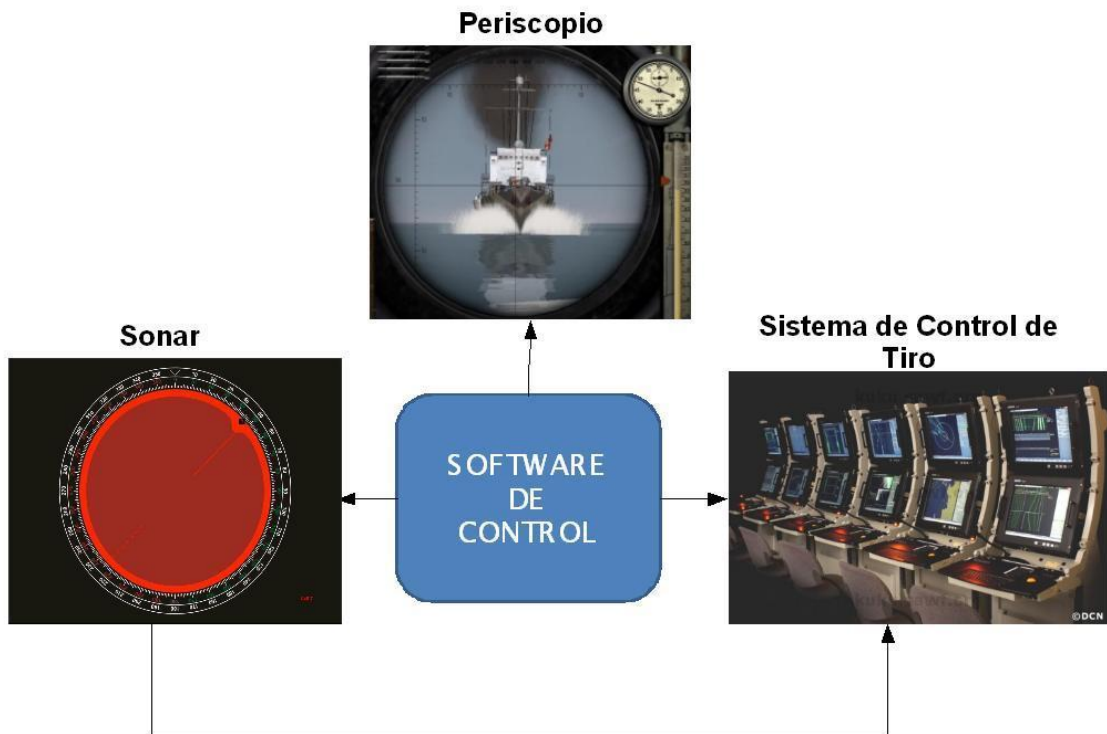 Periscopio
Sonar
Sistema de Control de
Tiro
SOFTWARE
DE
CONTROL
©DCN